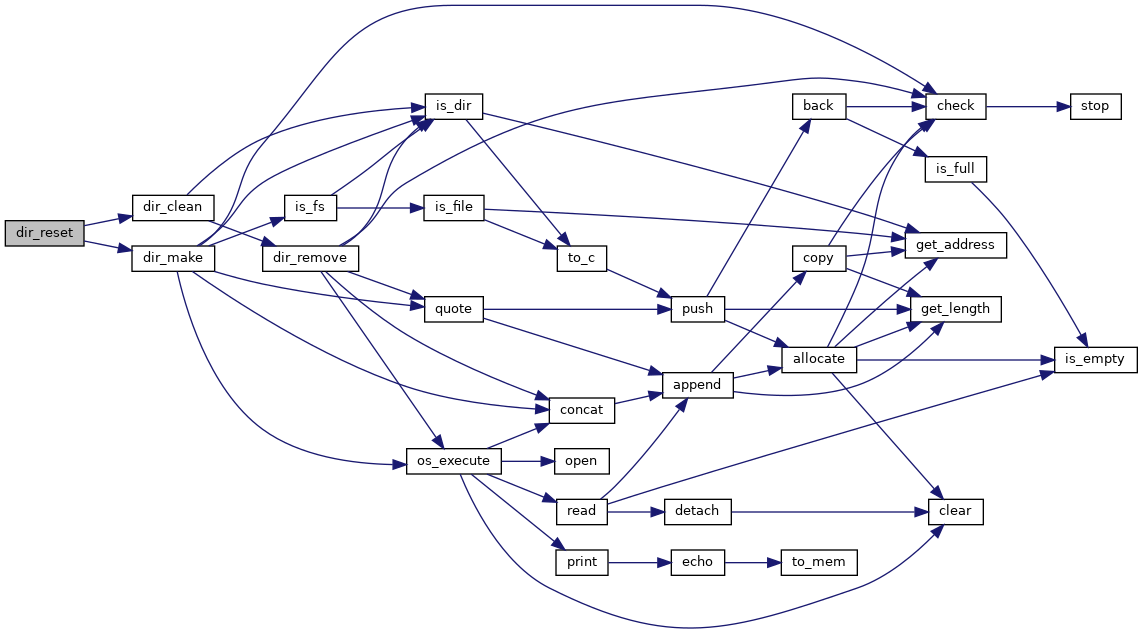 dir_reset
dir_clean
dir_make
is_fs
dir_remove
is_dir
is_file
quote
os_execute
to_c
concat
open
read
print
push
append
detach
echo
back
copy
allocate
to_mem
check
is_full
get_address
get_length
clear
stop
is_empty